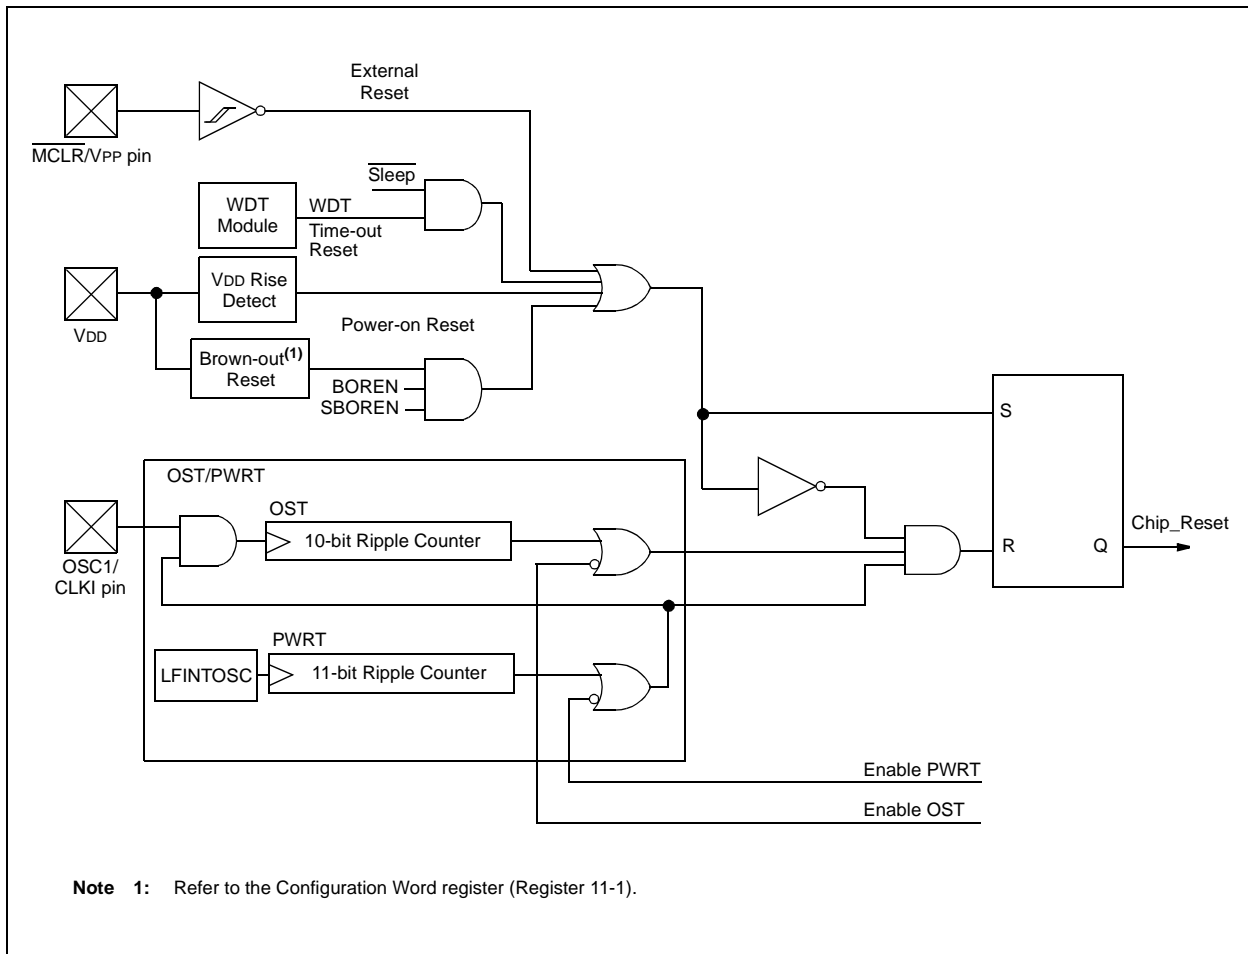 External
Reset
MCLR/VPP pin
Sleep
WDT
Module
WDT
Time-out
Reset
VDD Rise
Detect
VDD
Power-on Reset
Brown-out(1)
Reset
BOREN
SBOREN
S
OST/PWRT
OST
10-bit Ripple Counter
OSC1/
CLKI pin
Chip_Reset
R
Q
PWRT
LFINTOSC
11-bit Ripple Counter
Enable PWRT
Enable OST
Note 1: Refer to the Configuration Word register (Register 11-1).